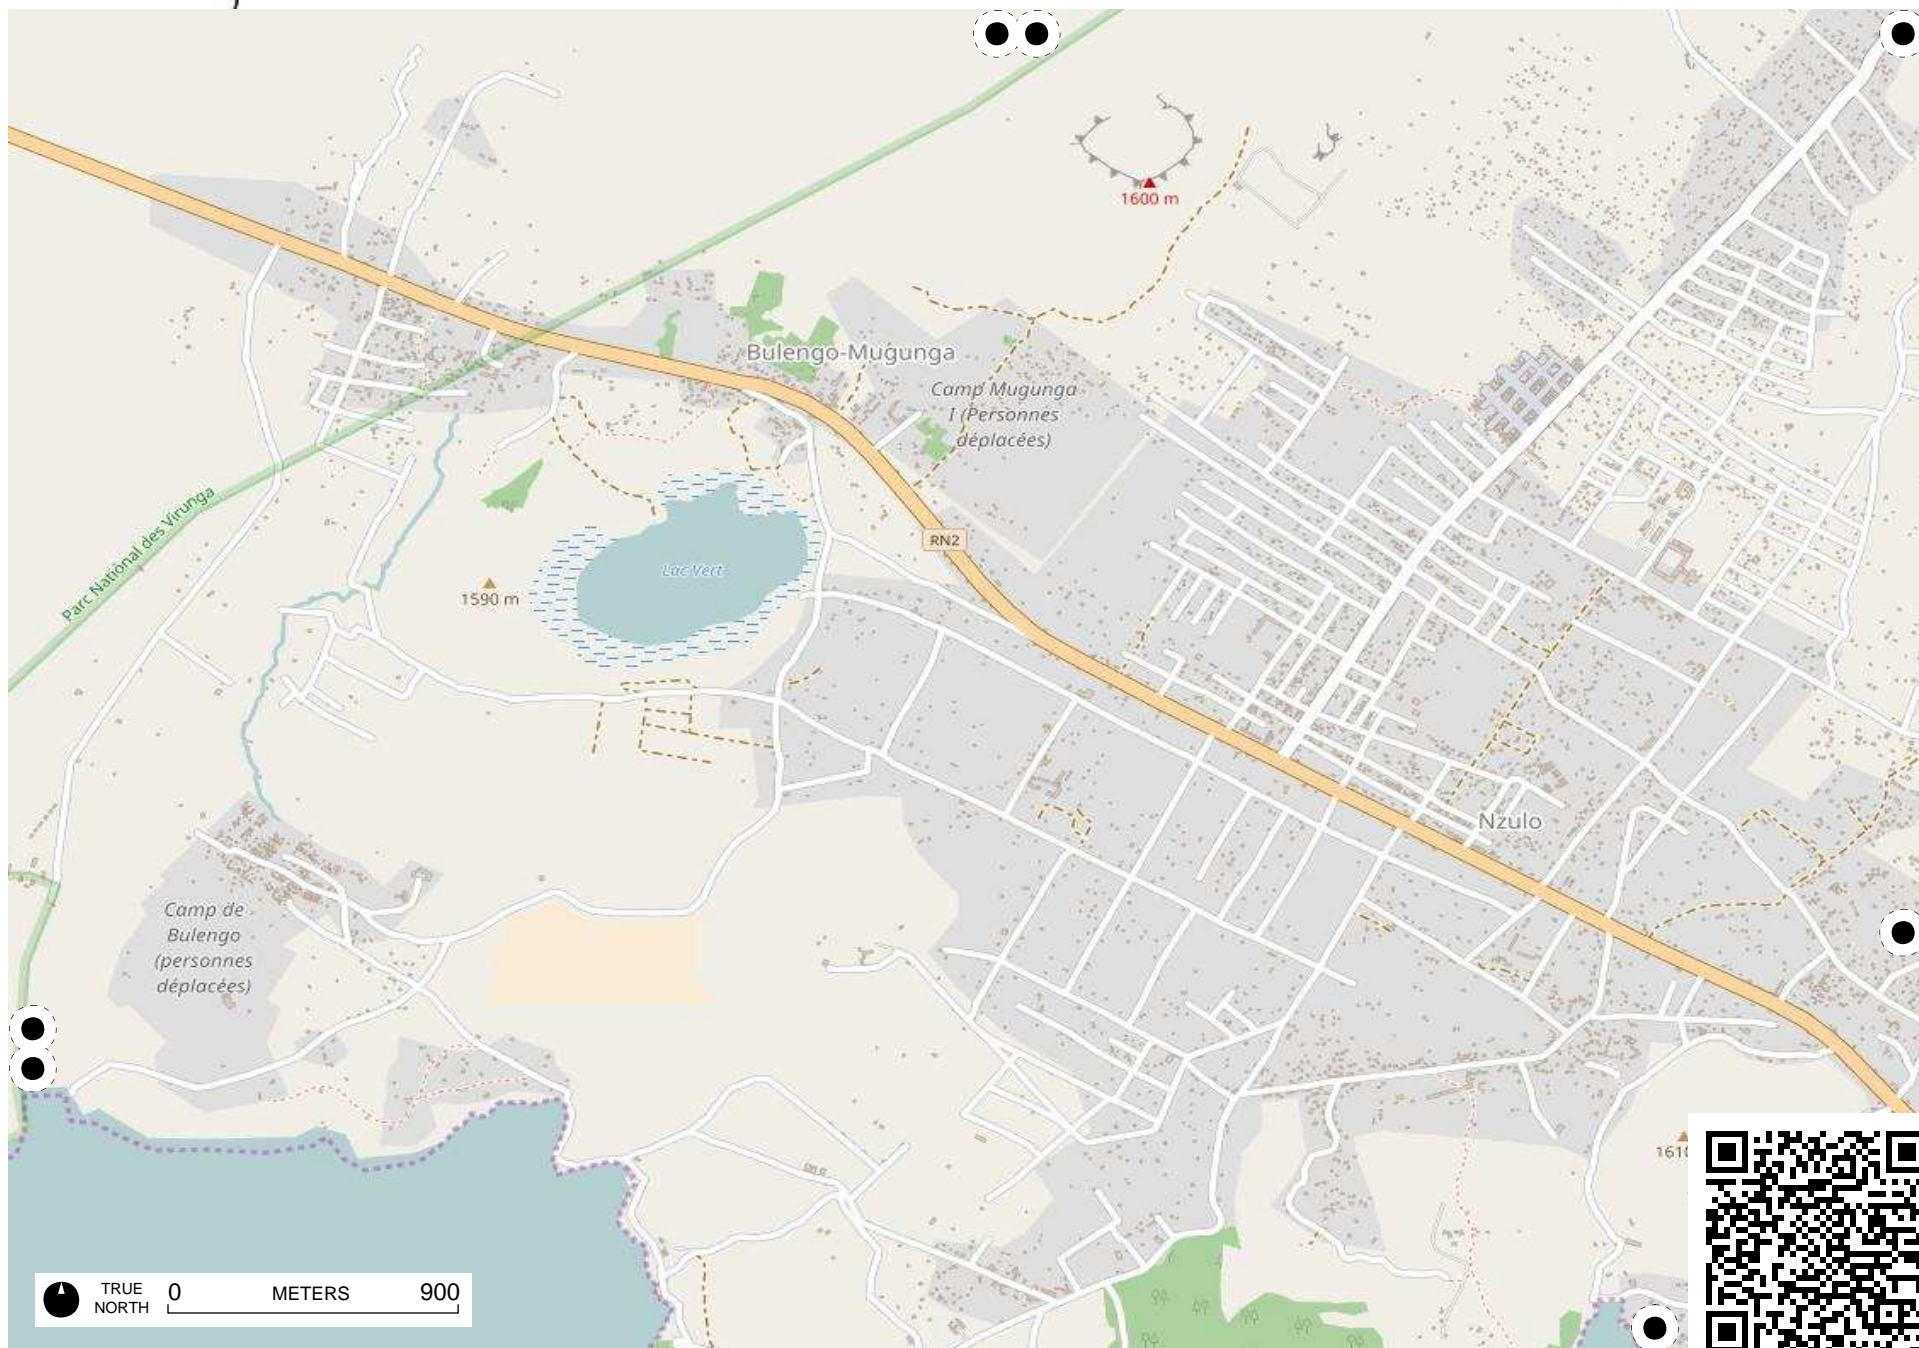 1600 m
Bulengo-Mugunga
Camp Mugunga
I (Personnes
déplacées)
Parc National des Virunga
RN2
Lac Vert
1590 m
Nzulo
Camp de
Bulengo
(personnes
déplacées)
TRUE
NORTH
0 METERS 900